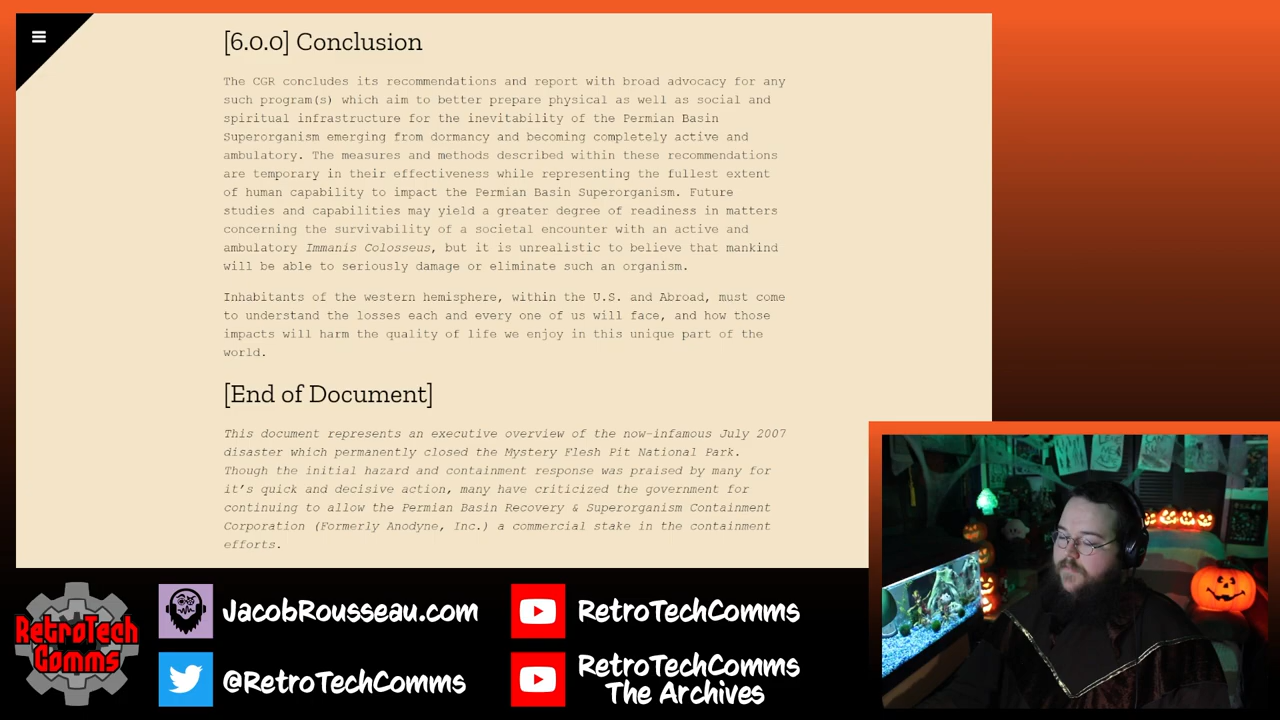 [6.0.0] Conclusion
The CGR concludes its recommendations and report with broad advocacy for any
such program(s) which aim to better prepare physical as well as social and
spiritual infrastructure for the inevitability of the Permian Basin
Superorganism emerging from dormancy and becoming completely active and
ambulatory. The measures and methods described within these recommendations
are temporary in their effectiveness while representing the fullest extent
of human capability to impact the Permian Basin Superorganism. Future
studies and capabilities may yield a greater degree of readiness in matters
concerning the survivability of a societal encounter with an active and
ambulatory Immanis Colosseus, but it is unrealistic to believe that mankind
will be able to seriously damage or eliminate such an organism.
Inhabitants of the western hemisphere, within the U.S. and Abroad, must come
to understand the losses each and every one of us will face, and how those
impacts will harm the quality of life we enjoy in this unique part of the
world.
[End of Document]
This document represents an executive overview of the now-infamous July 2007
disaster which permanently closed the Mystery Flesh Pit National Park.
Though the initial hazard and containment response was praised by many for
it's quick and decisive action, many have criticized the government for
continuing to allow the Permian Basin Recovery & Superorganism Containment
Corporation (Formerly Anodyne, Inc.) a commercial stake in the containment
efforts.
RetroTech
Comms
JacobRousseau.com
@RetroTechComms
RetroTechComms
RetroTechComms
The Archives